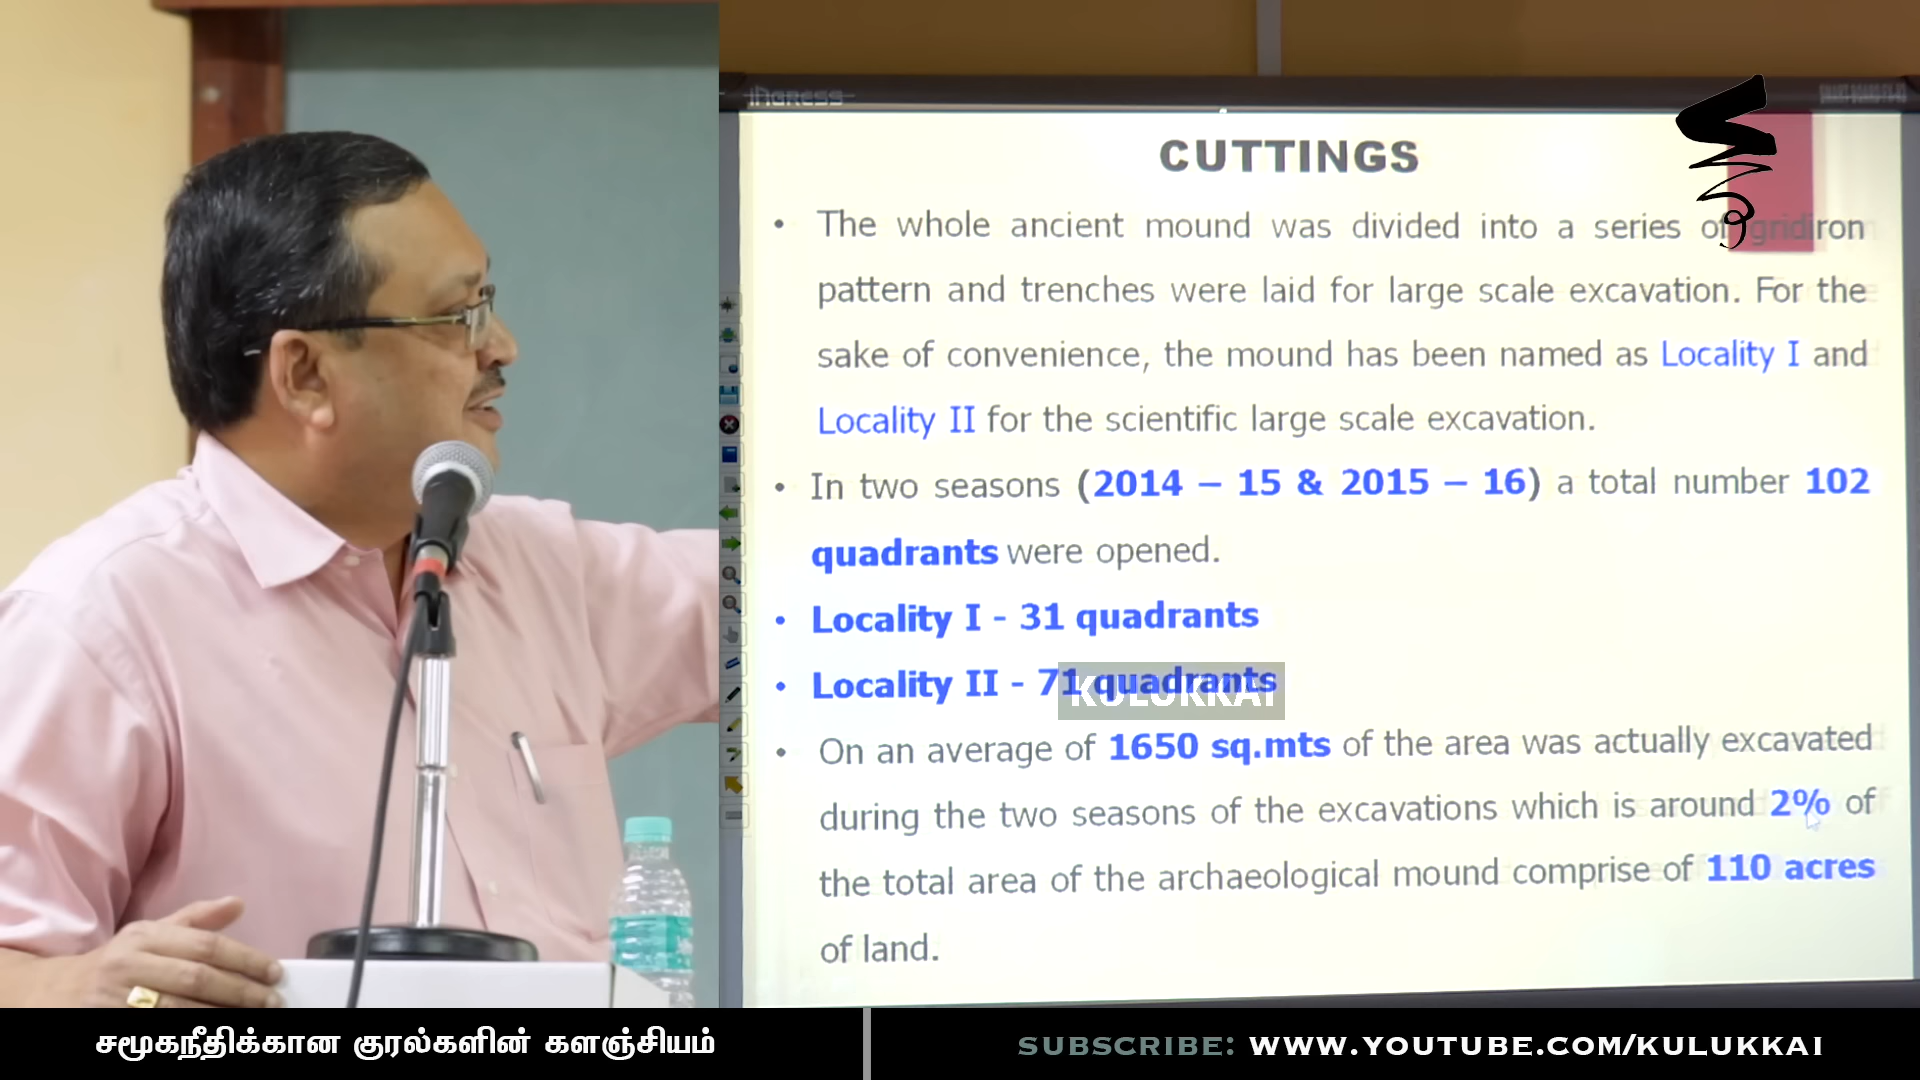 ingress
CUTTINGS
• The whole ancient mound was divided into a series of gridiron
pattern and trenches were laid for large scale excavation. For the
sake of convenience, the mound has been named as Locality I and
Locality II for the scientific large scale excavation.
• In two seasons (2014 – 15 & 2015 – 16) a total number 102
quadrants were opened.
• Locality I - 31 quadrants
• Locality II - 71 quadrants
KULUKKAI
• On an average of 1650 sq.mts of the area was actually excavated
during the two seasons of the excavations which is around 2% of
the total area of the archaeological mound comprise of 110 acres
of land.
சமூகநீதிக்கான குரல்களின் களஞ்சியம்
SUBSCRIBE: WWW.YOUTUBE.COM/KULUKKAI